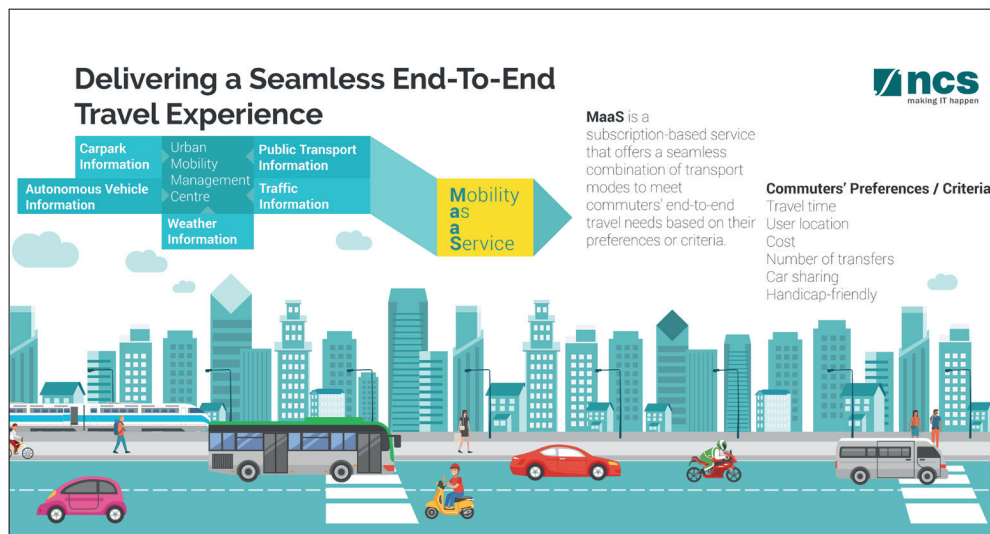 Delivering a Seamless End-To-End
Travel Experience
ncs
making IT happen
Carpark
Information
Urban
Mobility
Management
Centre
Public Transport
Information
Autonomous Vehicle
Information
Traffic
Information
Weather
Information
Mobility
as
a
Service
MaaS is a
subscription-based service
that offers a seamless
combination of transport
modes to meet
commuters' end-to-end
travel needs based on their
preferences or criteria.
Commuters' Preferences / Criteria
Travel time
User location
Cost
Number of transfers
Car sharing
Handicap-friendly